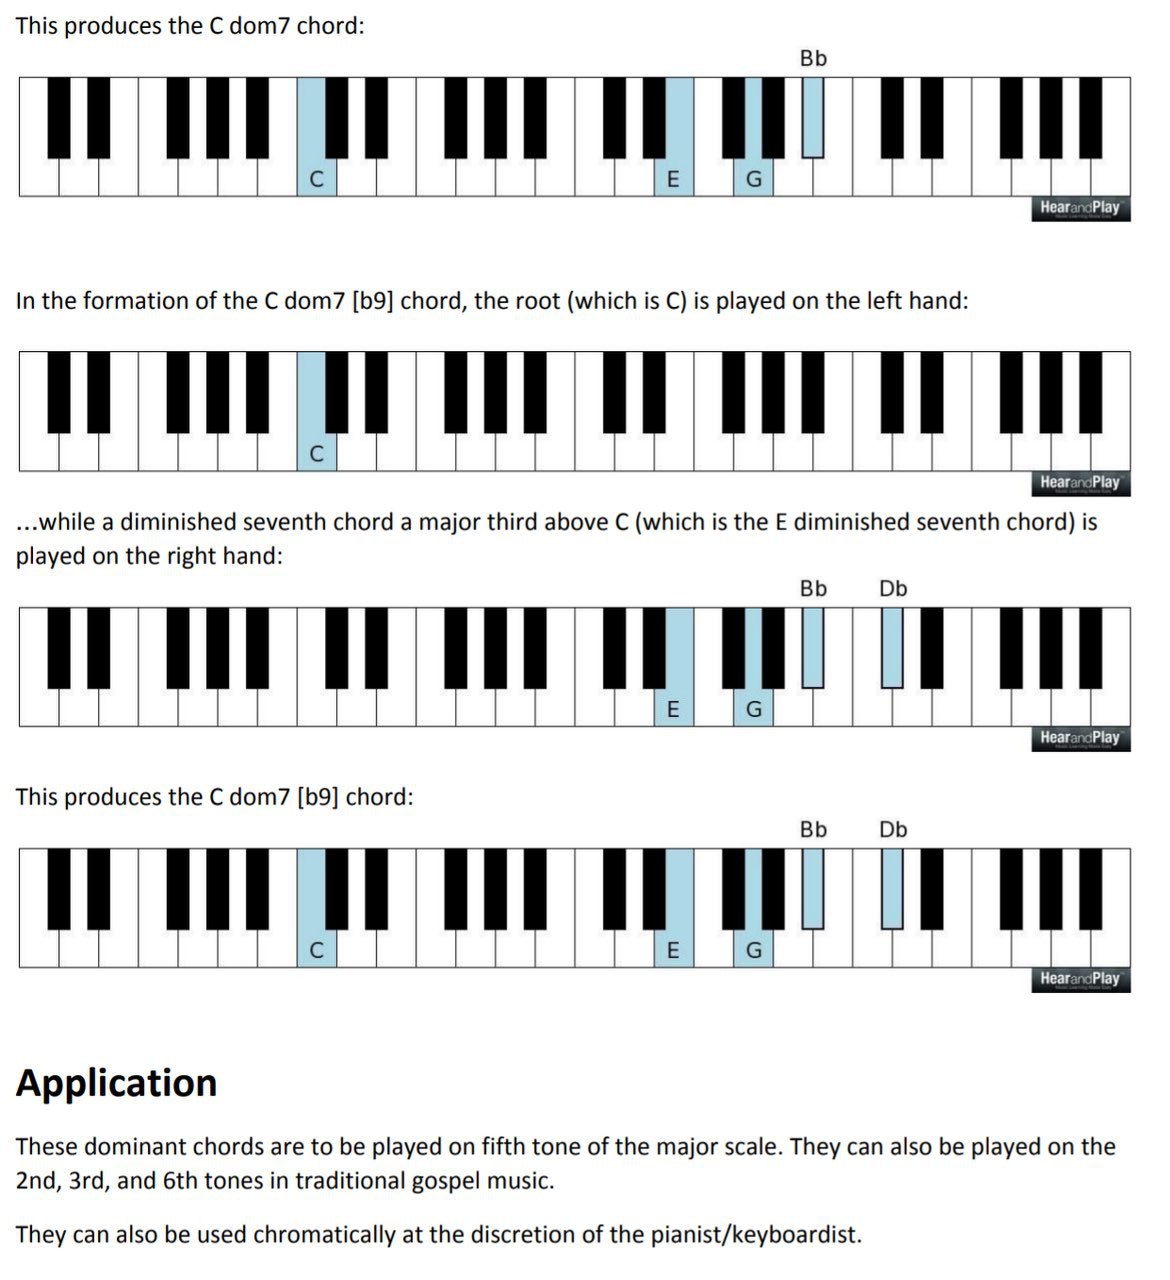 This produces the C dom7 chord:
Bb
C E G
HearandPlay
In the formation of the C dom7 [b9] chord, the root (which is C) is played on the left hand:
C
HearandPlay
...while a diminished seventh chord a major third above C (which is the E diminished seventh chord) is
played on the right hand:
Bb Db
E G
HearandPlay
This produces the C dom7 [b9] chord:
Bb Db
C E G
HearandPlay
Application
These dominant chords are to be played on fifth tone of the major scale. They can also be played on the
2nd, 3rd, and 6th tones in traditional gospel music.
They can also be used chromatically at the discretion of the pianist/keyboardist.